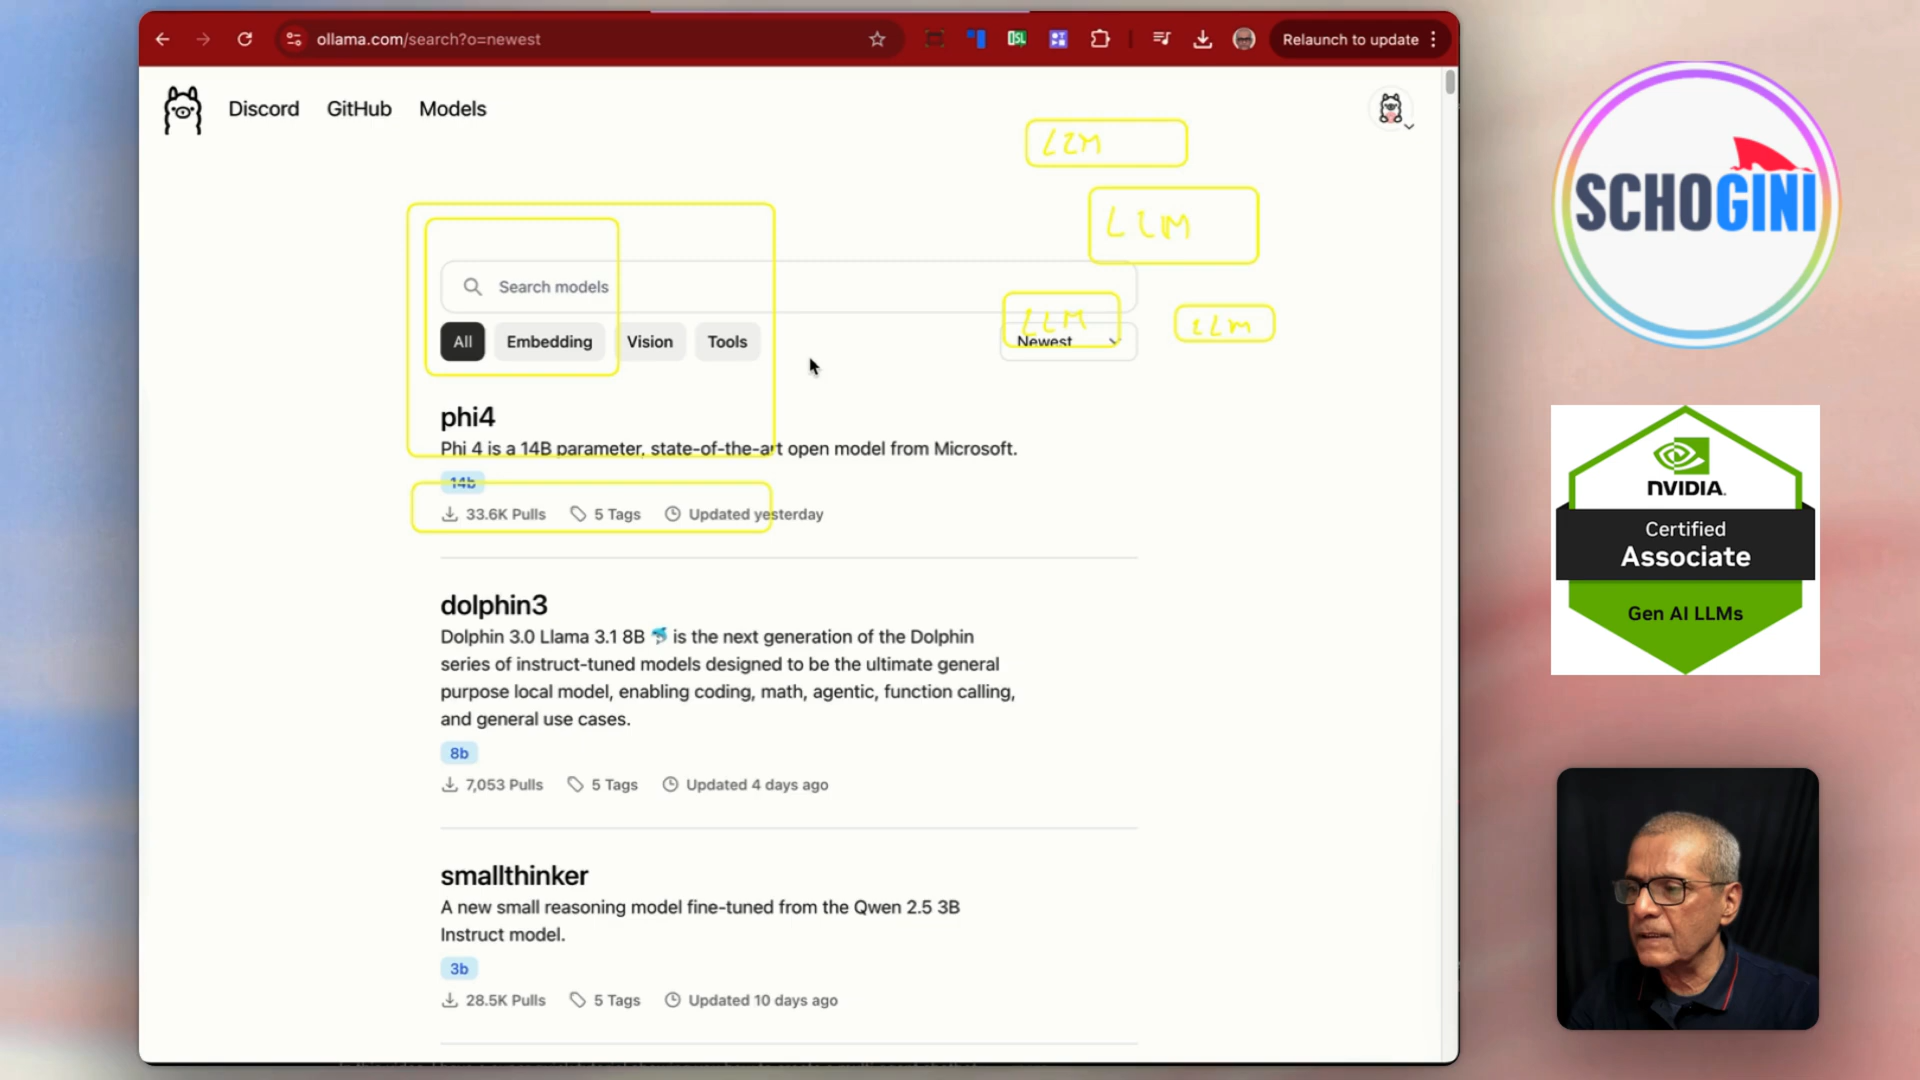 ollama.com/search?o=newest
Relaunch to update
Discord GitHub Models
LLM
LLM
Search models
LLM
LLM
All Embedding Vision Tools
Newest
phi4
Phi 4 is a 14B parameter, state-of-the-art open model from Microsoft.
14b
33.6K Pulls 5 Tags Updated yesterday
dolphin3
Dolphin 3.0 Llama 3.1 8B 🐬 is the next generation of the Dolphin
series of instruct-tuned models designed to be the ultimate general
purpose local model, enabling coding, math, agentic, function calling,
and general use cases.
8b
7,053 Pulls 5 Tags Updated 4 days ago
smallthinker
A new small reasoning model fine-tuned from the Qwen 2.5 3B
Instruct model.
3b
28.5K Pulls 5 Tags Updated 10 days ago
SCHOGINI
NVIDIA.
Certified
Associate
Gen AI LLMs